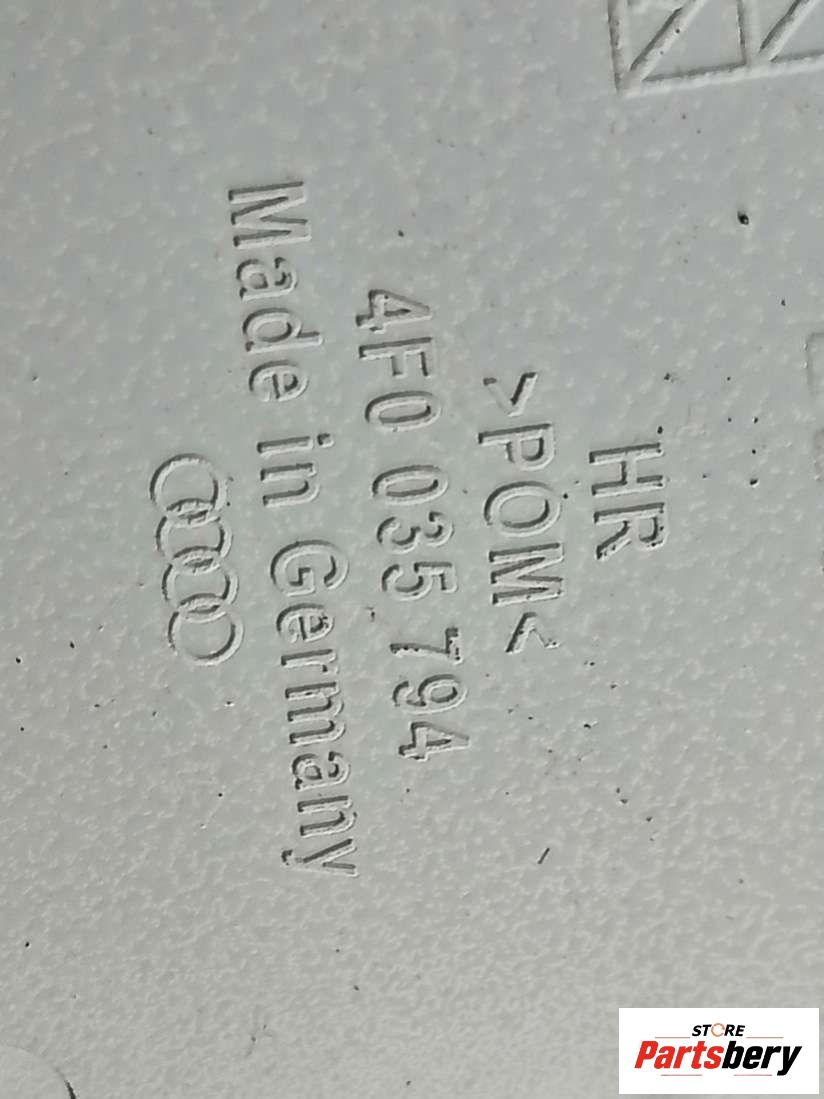 HR
>POM<
4F0 035 794
Made in Germany
STORE
Partsbery